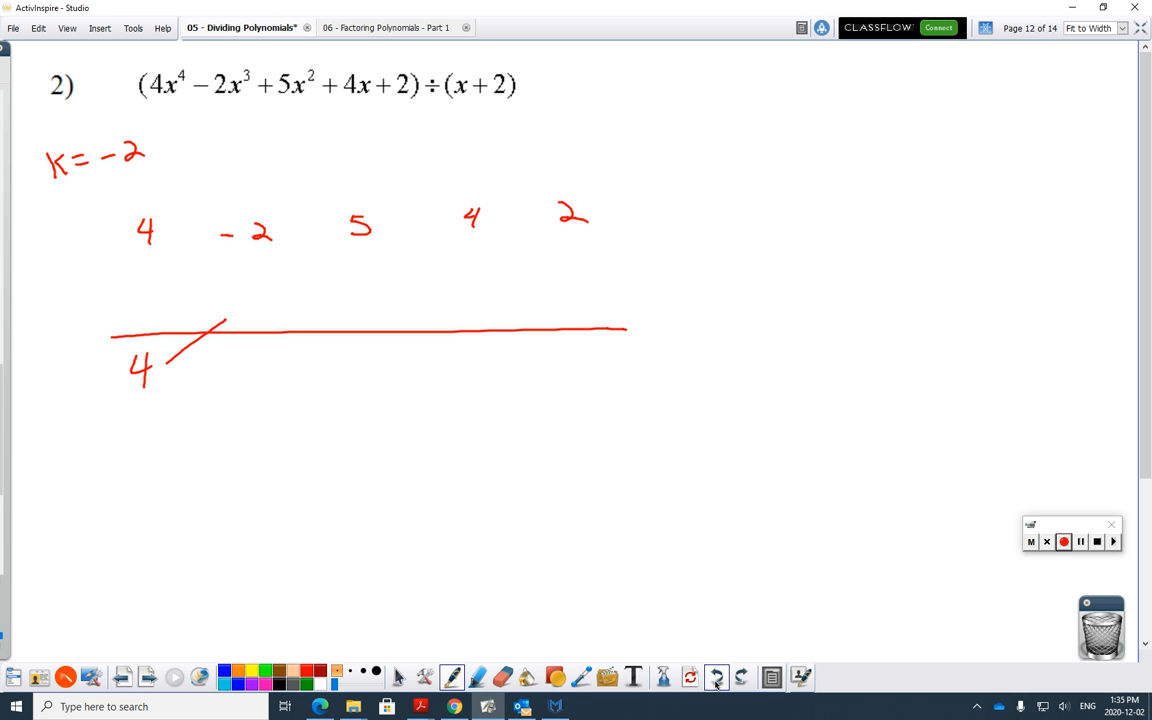 ActivInspire - Studio
File Edit View Insert Tools Help 05 - Dividing Polynomials* 06 - Factoring Polynomials - Part 1 CLASSFLOW Connect Page 12 of 14 Fit to Width
2) (4x⁴ − 2x³ + 5x² + 4x + 2) ÷ (x + 2)
K = -2
4 -2 5 4 2
4
M
T
Type here to search
ENG
1:35 PM
2020-12-02